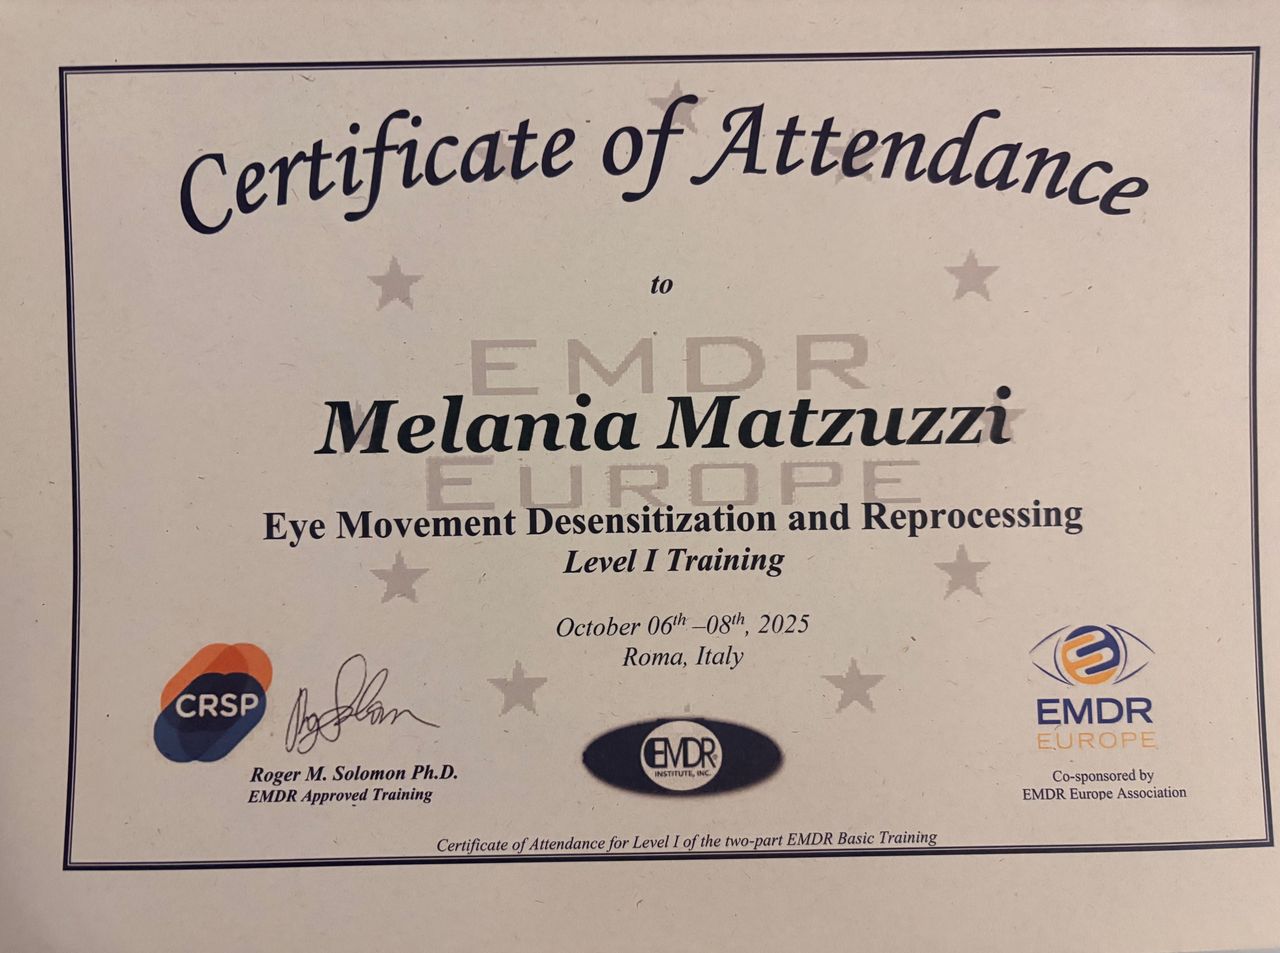 Certificate of Attendance
to
EMDR
Melania Matzuzzi
EUROPE
Eye Movement Desensitization and Reprocessing
Level I Training
October 06th –08th, 2025
Roma, Italy
CRSP
Roger M. Solomon Ph.D.
EMDR Approved Training
EMDR
INSTITUTE, INC.
EMDR
EUROPE
Co-sponsored by
EMDR Europe Association
Certificate of Attendance for Level I of the two-part EMDR Basic Training